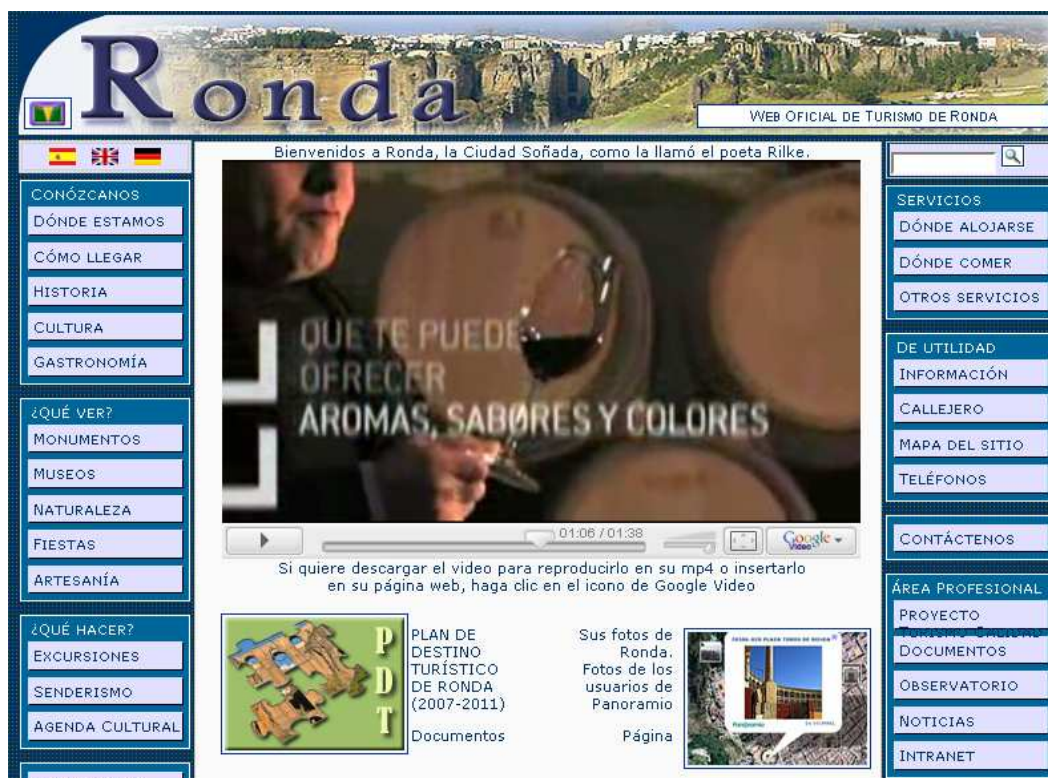 Ronda
WEB OFICIAL DE TURISMO DE RONDA
CONÓZCANOS
DÓNDE ESTAMOS
CÓMO LLEGAR
HISTORIA
CULTURA
GASTRONOMÍA
¿QUÉ VER?
MONUMENTOS
MUSEOS
NATURALEZA
FIESTAS
ARTESANÍA
¿QUÉ HACER?
EXCURSIONES
SENDERISMO
AGENDA CULTURAL
Bienvenidos a Ronda, la Ciudad Soñada, como la llamó el poeta Rilke.
QUE TE PUEDE
OFRECER
AROMAS, SABORES Y COLORES
01:06 / 01:38
Google
Video
Si quiere descargar el video para reproducirlo en su mp4 o insertarlo
en su página web, haga clic en el icono de Google Video
PDT
PLAN DE
DESTINO
TURÍSTICO
DE RONDA
(2007-2011)
Documentos
Sus fotos de
Ronda.
Fotos de los
usuarios de
Panoramio
Página
Panoramio
SERVICIOS
DÓNDE ALOJARSE
DÓNDE COMER
OTROS SERVICIOS
DE UTILIDAD
INFORMACIÓN
CALLEJERO
MAPA DEL SITIO
TELÉFONOS
CONTÁCTENOS
ÁREA PROFESIONAL
PROYECTO
DOCUMENTOS
OBSERVATORIO
NOTICIAS
INTRANET